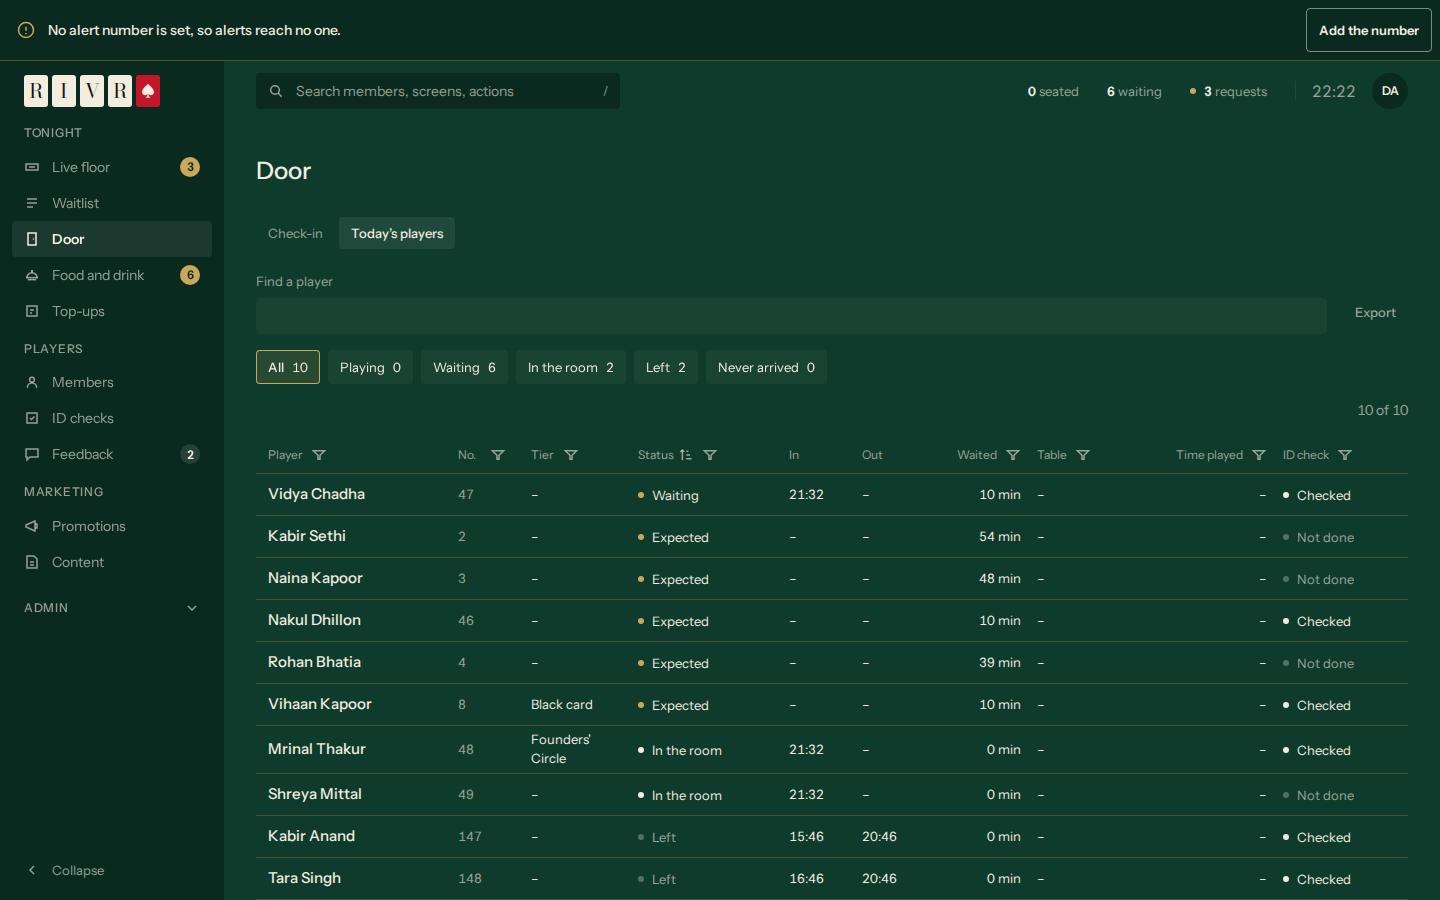 No alert number is set, so alerts reach no one.
Add the number
R I V R
Search members, screens, actions /
0 seated 6 waiting 3 requests 22:22 DA
TONIGHT
Live floor 3
Waitlist
Door
Food and drink 6
Top-ups
PLAYERS
Members
ID checks
Feedback 2
MARKETING
Promotions
Content
ADMIN
Collapse
Door
Check-in Today's players
Find a player
Export
All 10 Playing 0 Waiting 6 In the room 2 Left 2 Never arrived 0
10 of 10
Player No. Tier Status In Out Waited Table Time played ID check
Vidya Chadha 47 – Waiting 21:32 – 10 min – – Checked
Kabir Sethi 2 – Expected – – 54 min – – Not done
Naina Kapoor 3 – Expected – – 48 min – – Not done
Nakul Dhillon 46 – Expected – – 10 min – – Checked
Rohan Bhatia 4 – Expected – – 39 min – – Not done
Vihaan Kapoor 8 Black card Expected – – 10 min – – Checked
Mrinal Thakur 48 Founders' Circle In the room 21:32 – 0 min – – Checked
Shreya Mittal 49 – In the room 21:32 – 0 min – – Not done
Kabir Anand 147 – Left 15:46 20:46 0 min – – Checked
Tara Singh 148 – Left 16:46 20:46 0 min – – Checked